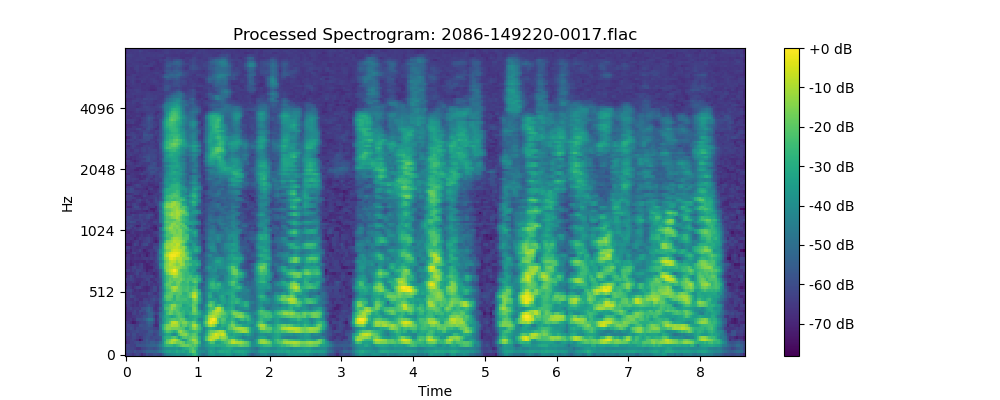 Processed Spectrogram: 2086-149220-0017.flac
Hz
4096
2048
1024
512
0
0 1 2 3 4 5 6 7 8
Time
+0 dB
-10 dB
-20 dB
-30 dB
-40 dB
-50 dB
-60 dB
-70 dB